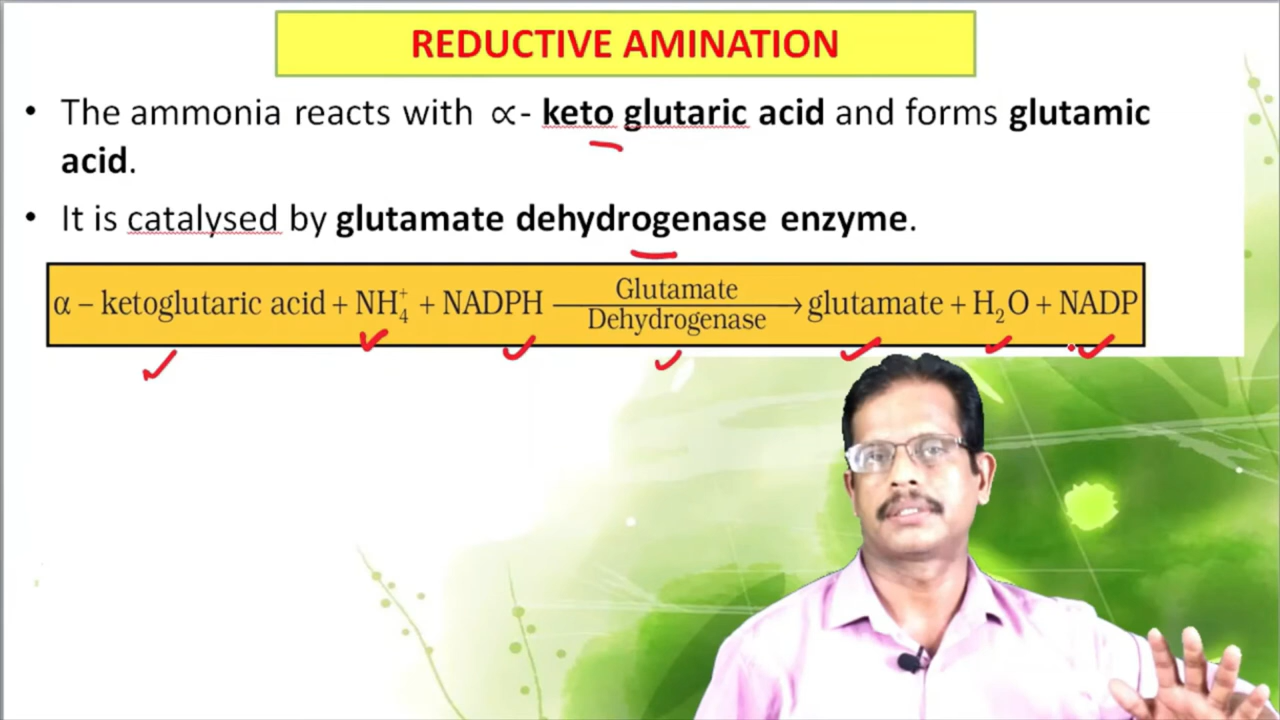 REDUCTIVE AMINATION
• The ammonia reacts with ∝- keto glutaric acid and forms glutamic
acid.
• It is catalysed by glutamate dehydrogenase enzyme.
α – ketoglutaric acid + NH₄⁺ + NADPH ⟶ glutamate + H₂O + NADP
Glutamate
Dehydrogenase